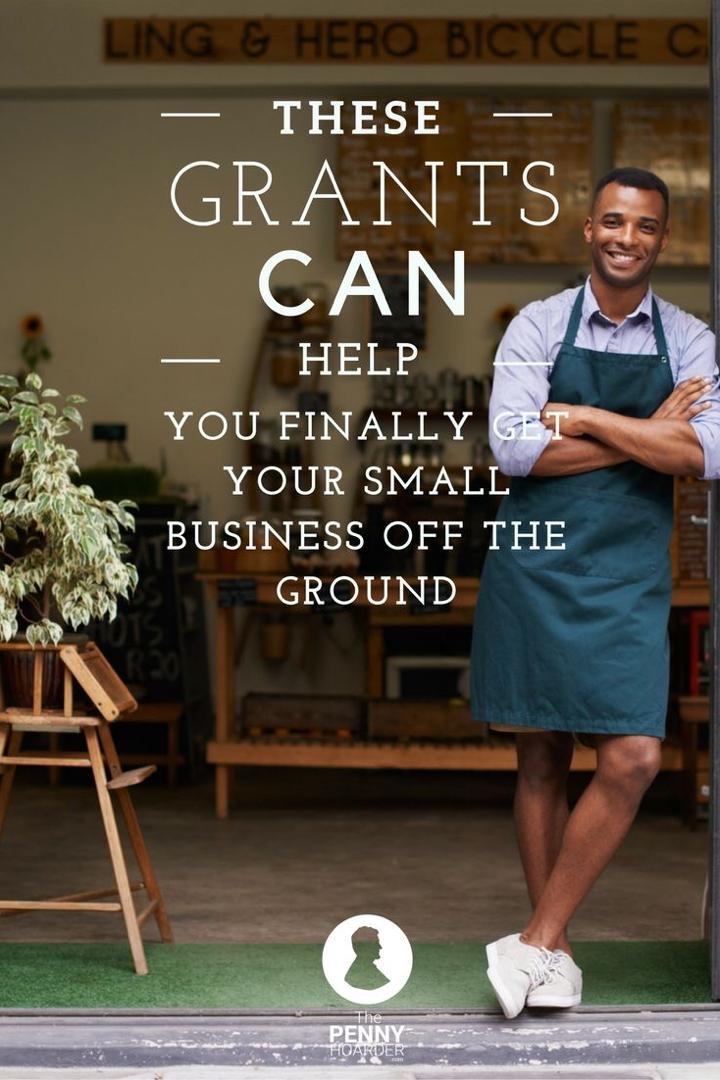 LING & HERO BICYCLE C
THESE
GRANTS
CAN
HELP
YOU FINALLY GET
YOUR SMALL
BUSINESS OFF THE
GROUND
The
PENNY
HOARDER
.com